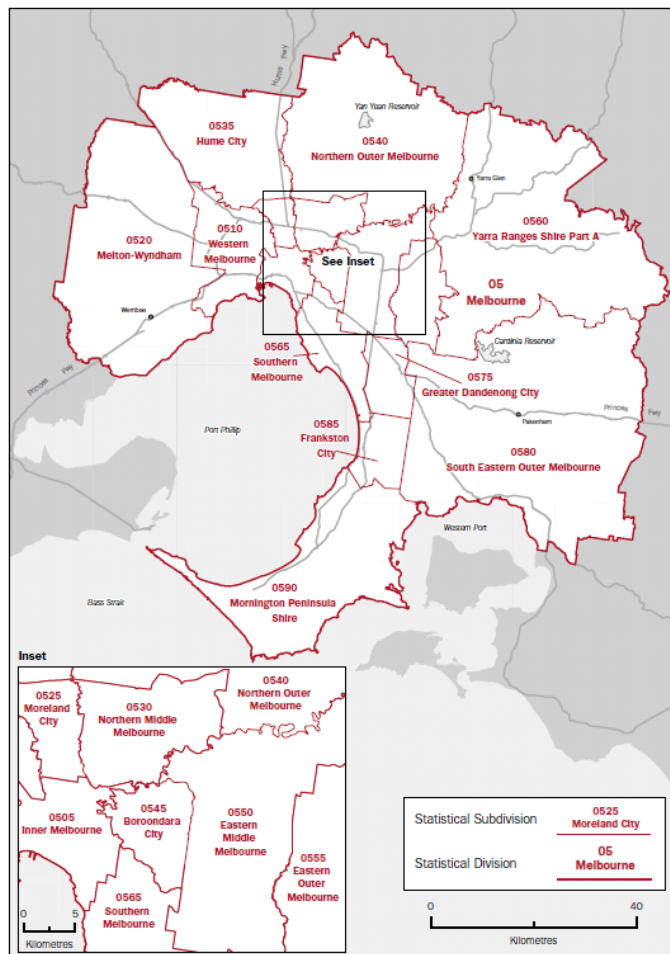 Hume
Fwy
Yan Yean Reservoir
0535
Hume City
0540
Northern Outer Melbourne
Yarra Glen
0560
Yarra Ranges Shire Part A
0510
Western
Melbourne
0520
Melton-Wyndham
See Inset
05
Melbourne
Werribee
Cardinia Reservoir
0565
Southern
Melbourne
0575
Greater Dandenong City
Princes Fwy
Port Phillip
Princes
Fwy
Pakenham
0585
Frankston
City
0580
South Eastern Outer Melbourne
Western Port
Bass Strait
0590
Mornington Peninsula
Shire
Inset
0540
Northern Outer
Melbourne
0525
Moreland
City
0530
Northern Middle
Melbourne
0505
Inner Melbourne
0545
Boroondara
City
0550
Eastern
Middle
Melbourne
0555
Eastern
Outer
Melbourne
0565
Southern
Melbourne
0 5
Kilometres
Statistical Subdivision
0525
Moreland City
Statistical Division
05
Melbourne
0 40
Kilometres